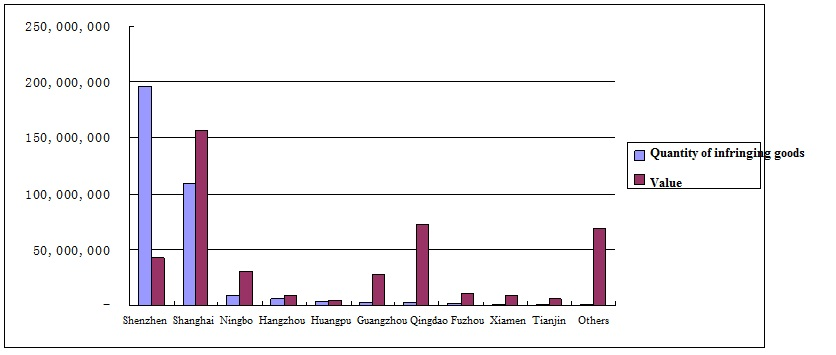 250,000,000
200,000,000
150,000,000
100,000,000
50,000,000
–
Shenzhen Shanghai Ningbo Hangzhou Huangpu Guangzhou Qingdao Fuzhou Xiamen Tianjin Others
Quantity of infringing goods
Value